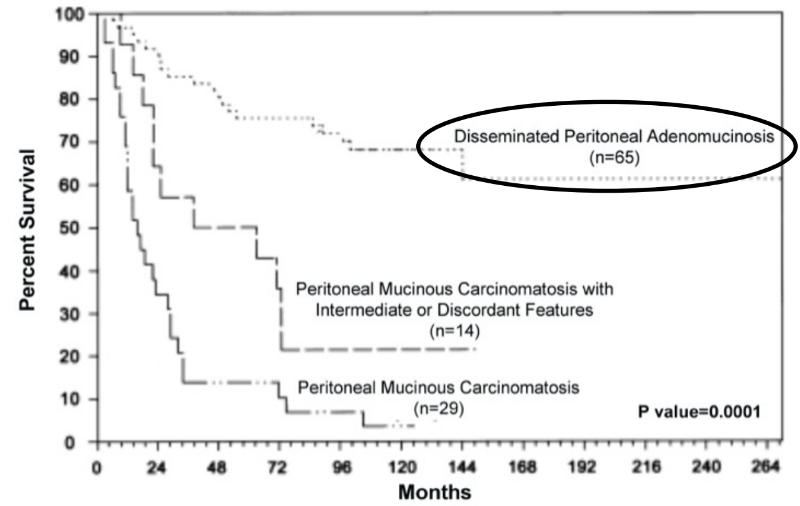 100
90
80
70
60
50
40
30
20
10
0
Percent Survival
Disseminated Peritoneal Adenomucinosis
(n=65)
Peritoneal Mucinous Carcinomatosis with
Intermediate or Discordant Features
(n=14)
Peritoneal Mucinous Carcinomatosis
(n=29)
P value=0.0001
0 24 48 72 96 120 144 168 192 216 240 264
Months